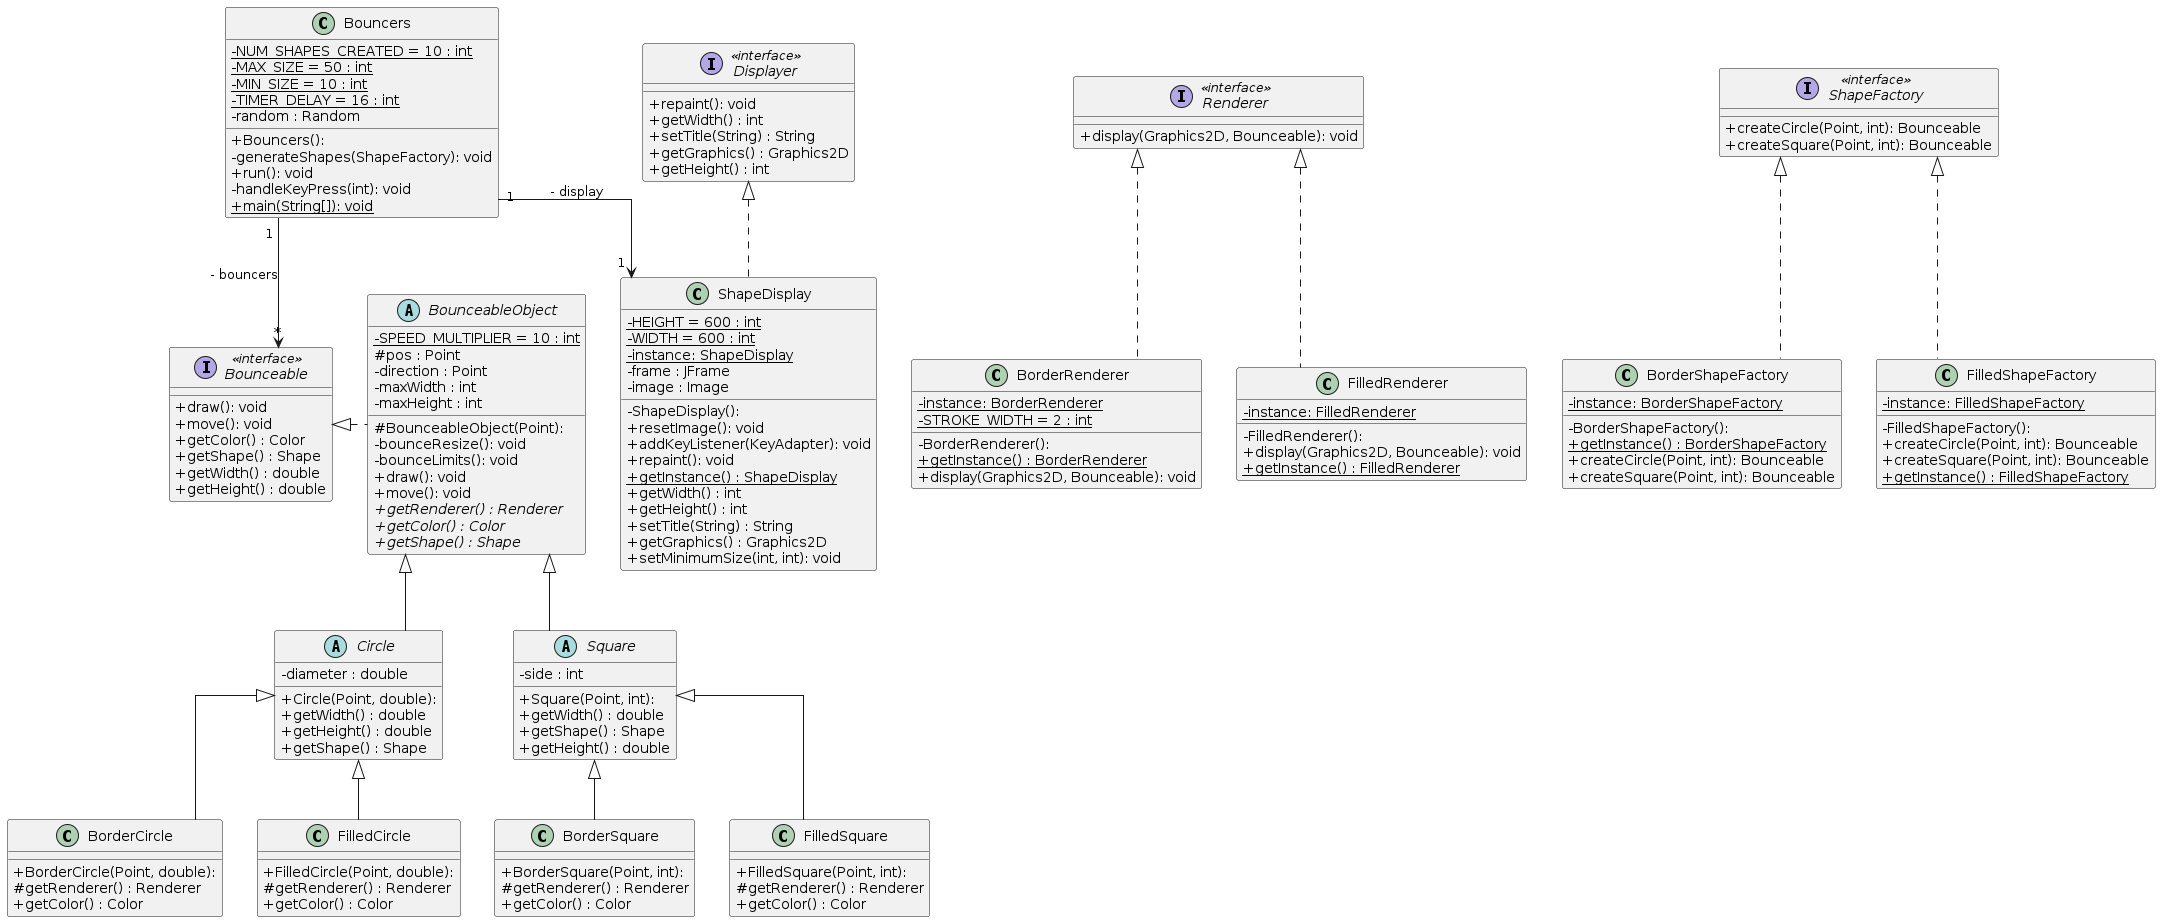 C Bouncers
-NUM_SHAPES_CREATED = 10 : int
-MAX_SIZE = 50 : int
-MIN_SIZE = 10 : int
-TIMER_DELAY = 16 : int
-random : Random
+Bouncers():
-generateShapes(ShapeFactory): void
+run(): void
-handleKeyPress(int): void
+main(String[]): void
1
- display
1
1
- bouncers
*
I «interface»
Displayer
+repaint(): void
+getWidth() : int
+setTitle(String) : String
+getGraphics() : Graphics2D
+getHeight() : int
I «interface»
Renderer
+display(Graphics2D, Bounceable): void
I «interface»
ShapeFactory
+createCircle(Point, int): Bounceable
+createSquare(Point, int): Bounceable
I «interface»
Bounceable
+draw(): void
+move(): void
+getColor() : Color
+getShape() : Shape
+getWidth() : double
+getHeight() : double
A BounceableObject
-SPEED_MULTIPLIER = 10 : int
#pos : Point
-direction : Point
-maxWidth : int
-maxHeight : int
#BounceableObject(Point):
-bounceResize(): void
-bounceLimits(): void
+draw(): void
+move(): void
+getRenderer() : Renderer
+getColor() : Color
+getShape() : Shape
C ShapeDisplay
-HEIGHT = 600 : int
-WIDTH = 600 : int
-instance: ShapeDisplay
-frame : JFrame
-image : Image
-ShapeDisplay():
+resetImage(): void
+addKeyListener(KeyAdapter): void
+repaint(): void
+getInstance() : ShapeDisplay
+getWidth() : int
+getHeight() : int
+setTitle(String) : String
+getGraphics() : Graphics2D
+setMinimumSize(int, int): void
C BorderRenderer
-instance: BorderRenderer
-STROKE_WIDTH = 2 : int
-BorderRenderer():
+getInstance() : BorderRenderer
+display(Graphics2D, Bounceable): void
C FilledRenderer
-instance: FilledRenderer
-FilledRenderer():
+display(Graphics2D, Bounceable): void
+getInstance() : FilledRenderer
C BorderShapeFactory
-instance: BorderShapeFactory
-BorderShapeFactory():
+getInstance() : BorderShapeFactory
+createCircle(Point, int): Bounceable
+createSquare(Point, int): Bounceable
C FilledShapeFactory
-instance: FilledShapeFactory
-FilledShapeFactory():
+createCircle(Point, int): Bounceable
+createSquare(Point, int): Bounceable
+getInstance() : FilledShapeFactory
A Circle
-diameter : double
+Circle(Point, double):
+getWidth() : double
+getHeight() : double
+getShape() : Shape
A Square
-side : int
+Square(Point, int):
+getWidth() : double
+getShape() : Shape
+getHeight() : double
C BorderCircle
+BorderCircle(Point, double):
#getRenderer() : Renderer
+getColor() : Color
C FilledCircle
+FilledCircle(Point, double):
#getRenderer() : Renderer
+getColor() : Color
C BorderSquare
+BorderSquare(Point, int):
#getRenderer() : Renderer
+getColor() : Color
C FilledSquare
+FilledSquare(Point, int):
#getRenderer() : Renderer
+getColor() : Color